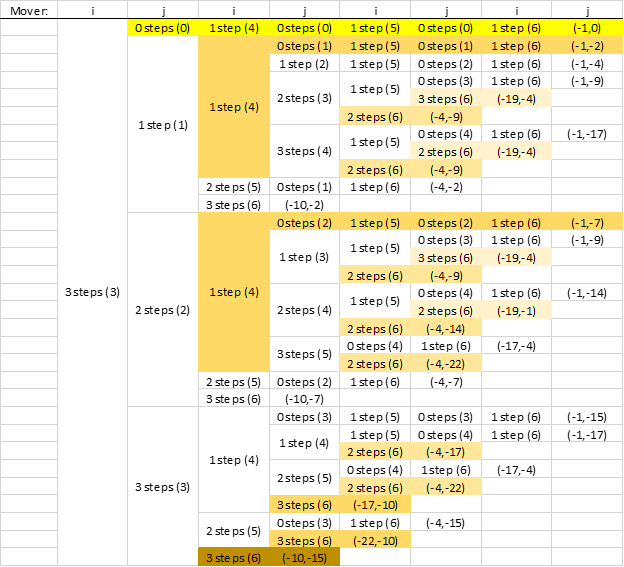 Mover: i j i j i j i j
0 steps (0) 1 step (4) 0 steps (0) 1 step (5) 0 steps (0) 1 step (6) (-1,0)
0 steps (1) 1 step (5) 0 steps (1) 1 step (6) (-1,-2)
1 step (2) 1 step (5) 0 steps (2) 1 step (6) (-1,-4)
0 steps (3) 1 step (6) (-1,-9)
1 step (5)
2 steps (3) 3 steps (6) (-19,-4)
1 step (4)
2 steps (6) (-4,-9)
1 step (1)
0 steps (4) 1 step (6) (-1,-17)
1 step (5)
3 steps (4) 2 steps (6) (-19,-4)
2 steps (6) (-4,-9)
2 steps (5) 0 steps (1) 1 step (6) (-4,-2)
3 steps (6) (-10,-2)
0 steps (2) 1 step (5) 0 steps (2) 1 step (6) (-1,-7)
0 steps (3) 1 step (6) (-1,-9)
1 step (5)
1 step (3) 3 steps (6) (-19,-4)
2 steps (6) (-4,-9)
3 steps (3) 1 step (4)
0 steps (4) 1 step (6) (-1,-14)
1 step (5)
2 steps (2) 2 steps (4) 2 steps (6) (-19,-1)
2 steps (6) (-4,-14)
3 steps (5) 0 steps (4) 1 step (6) (-17,-4)
2 steps (6) (-4,-22)
2 steps (5) 0 steps (2) 1 step (6) (-4,-7)
3 steps (6) (-10,-7)
0 steps (3) 1 step (5) 0 steps (3) 1 step (6) (-1,-15)
1 step (4) 1 step (5) 0 steps (4) 1 step (6) (-1,-17)
2 steps (6) (-4,-17)
1 step (4)
2 steps (5) 0 steps (4) 1 step (6) (-17,-4)
3 steps (3) 2 steps (6) (-4,-22)
3 steps (6) (-17,-10)
2 steps (5) 0 steps (3) 1 step (6) (-4,-15)
3 steps (6) (-22,-10)
3 steps (6) (-10,-15)